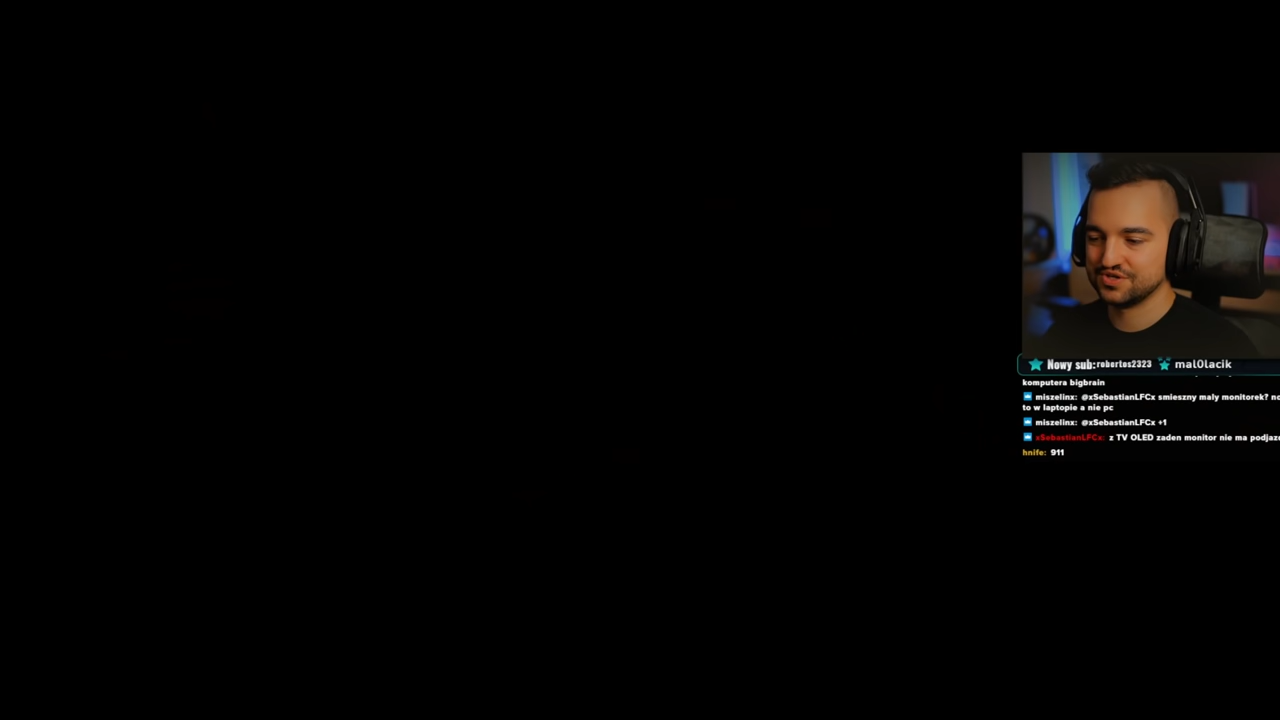 Nowy sub: robertos2323 mal0lacik
komputera bigbrain
miszelinx: @xSebastianLFCx smieszny maly monitorek? no
to w laptopie a nie pc
miszelinx: @xSebastianLFCx +1
xSebastianLFCx: z TV OLED zaden monitor nie ma
hnife: 911